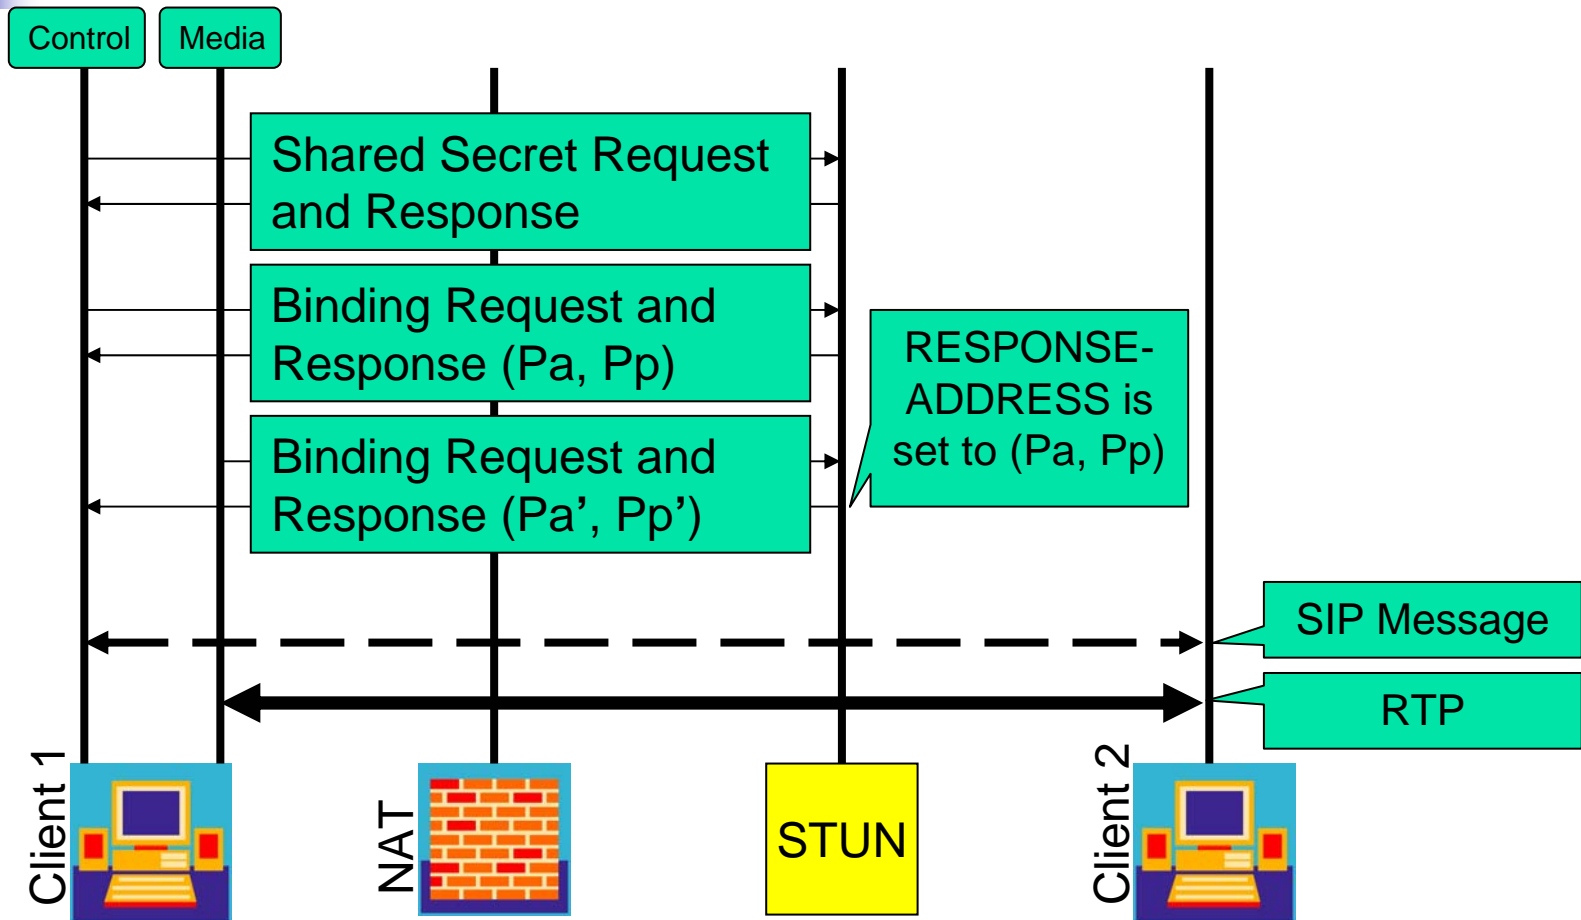 Control
Media
Shared Secret Request
and Response
Binding Request and
Response (Pa, Pp)
RESPONSE-
ADDRESS is
set to (Pa, Pp)
Binding Request and
Response (Pa’, Pp’)
SIP Message
RTP
Client 1
NAT
STUN
Client 2